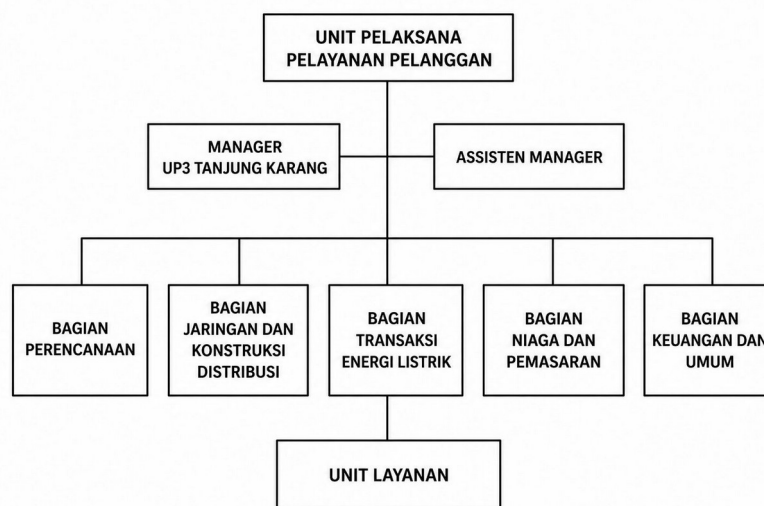 UNIT PELAKSANA
PELAYANAN PELANGGAN
MANAGER
UP3 TANJUNG KARANG
ASSISTEN MANAGER
BAGIAN
PERENCANAAN
BAGIAN
JARINGAN DAN
KONSTRUKSI
DISTRIBUSI
BAGIAN
TRANSAKSI
ENERGI LISTRIK
BAGIAN
NIAGA DAN
PEMASARAN
BAGIAN
KEUANGAN DAN
UMUM
UNIT LAYANAN